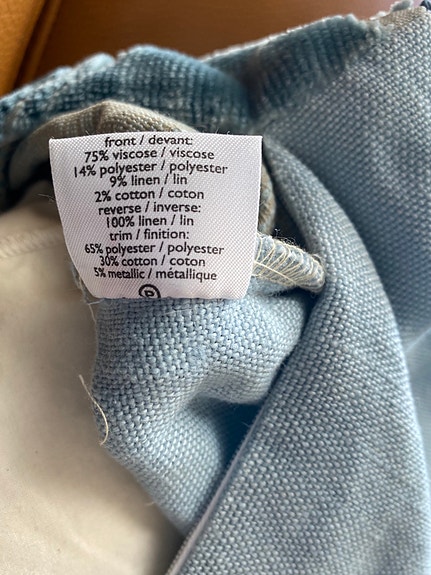 front / devant:
75% viscose / viscose
14% polyester / polyester
9% linen / lin
2% cotton / coton
reverse / inverse:
100% linen / lin
trim / finition:
65% polyester / polyester
30% cotton / coton
5% metallic / métallique